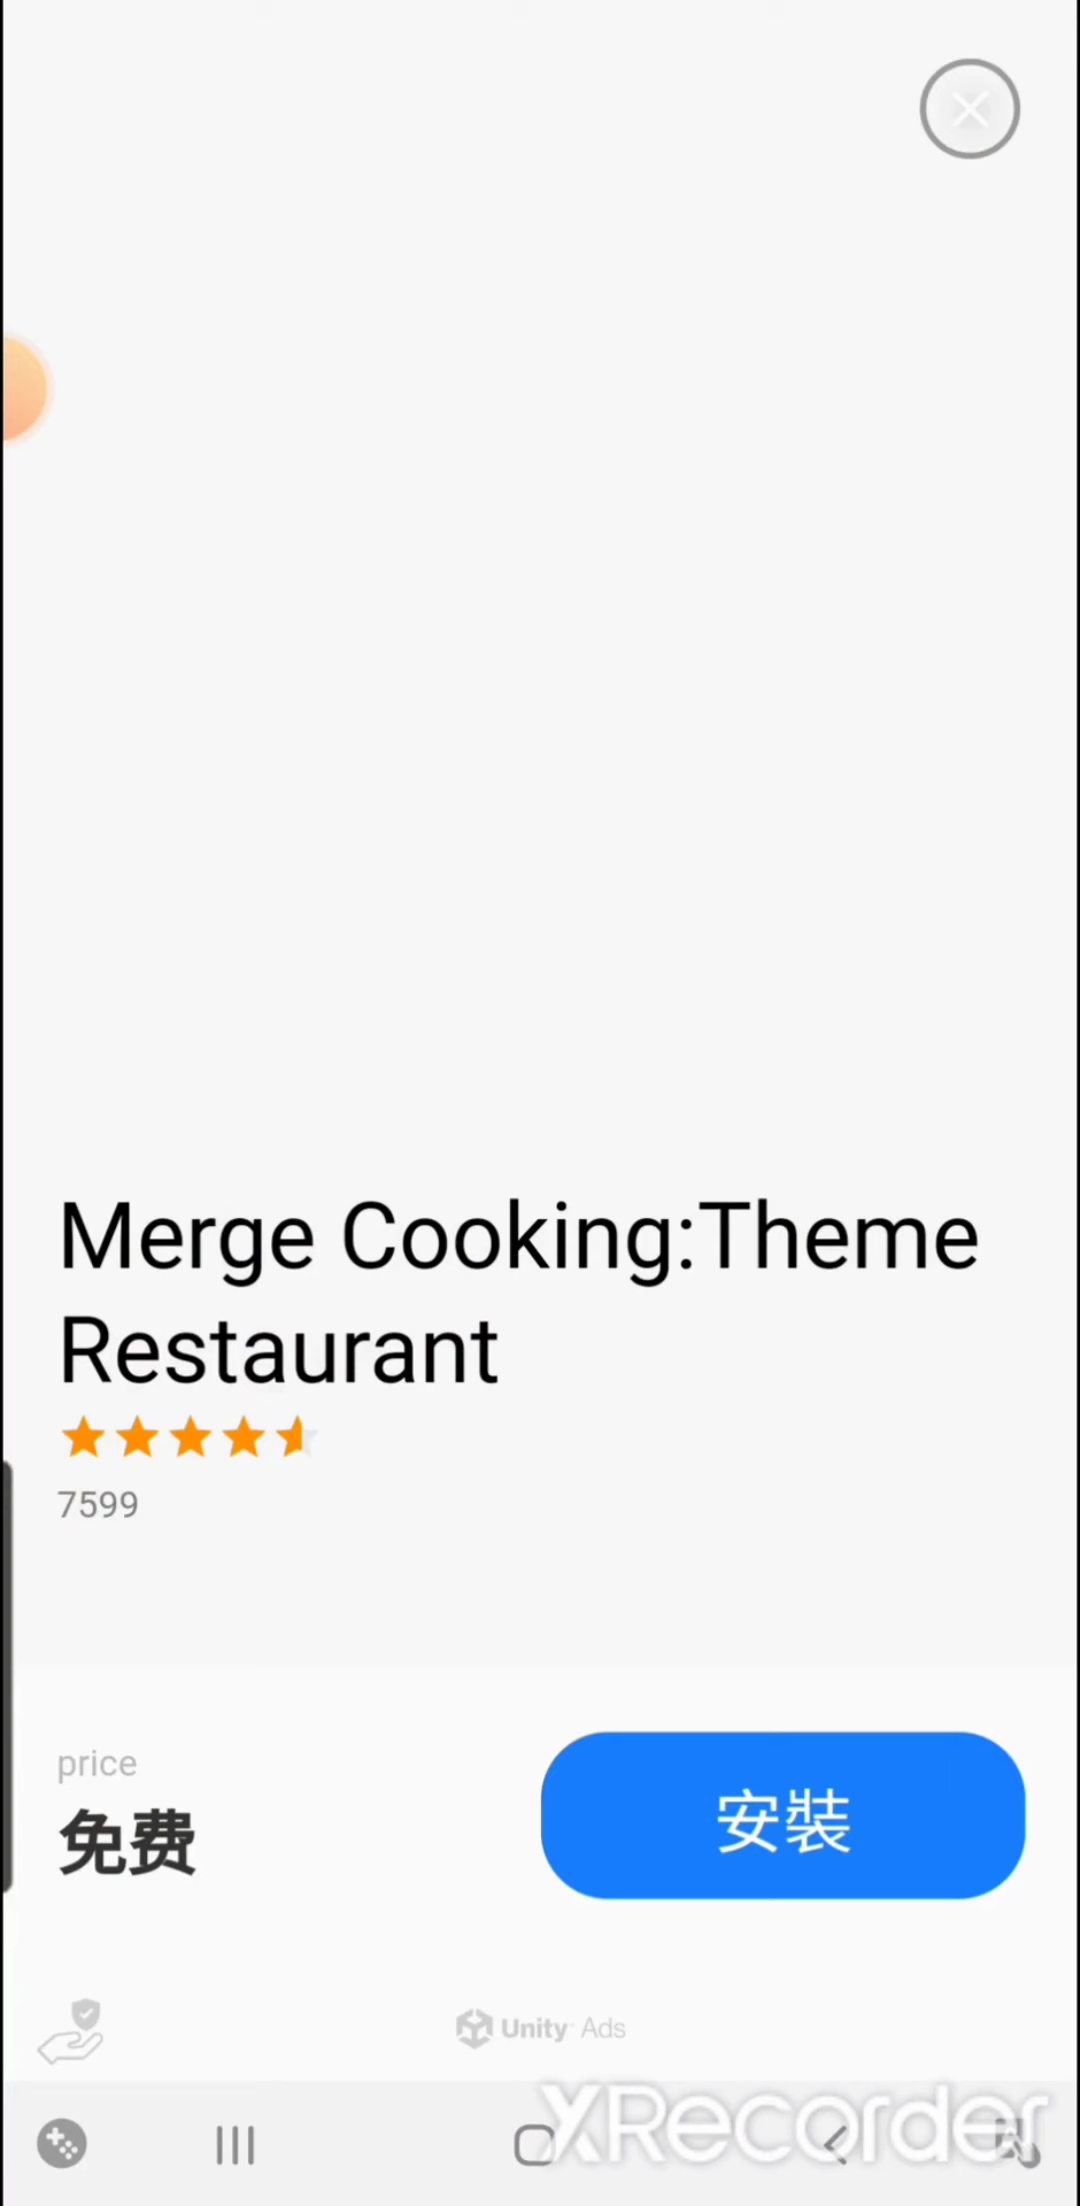 Merge Cooking:Theme
Restaurant
7599
price
免费
安裝
Unity Ads
XRecorder